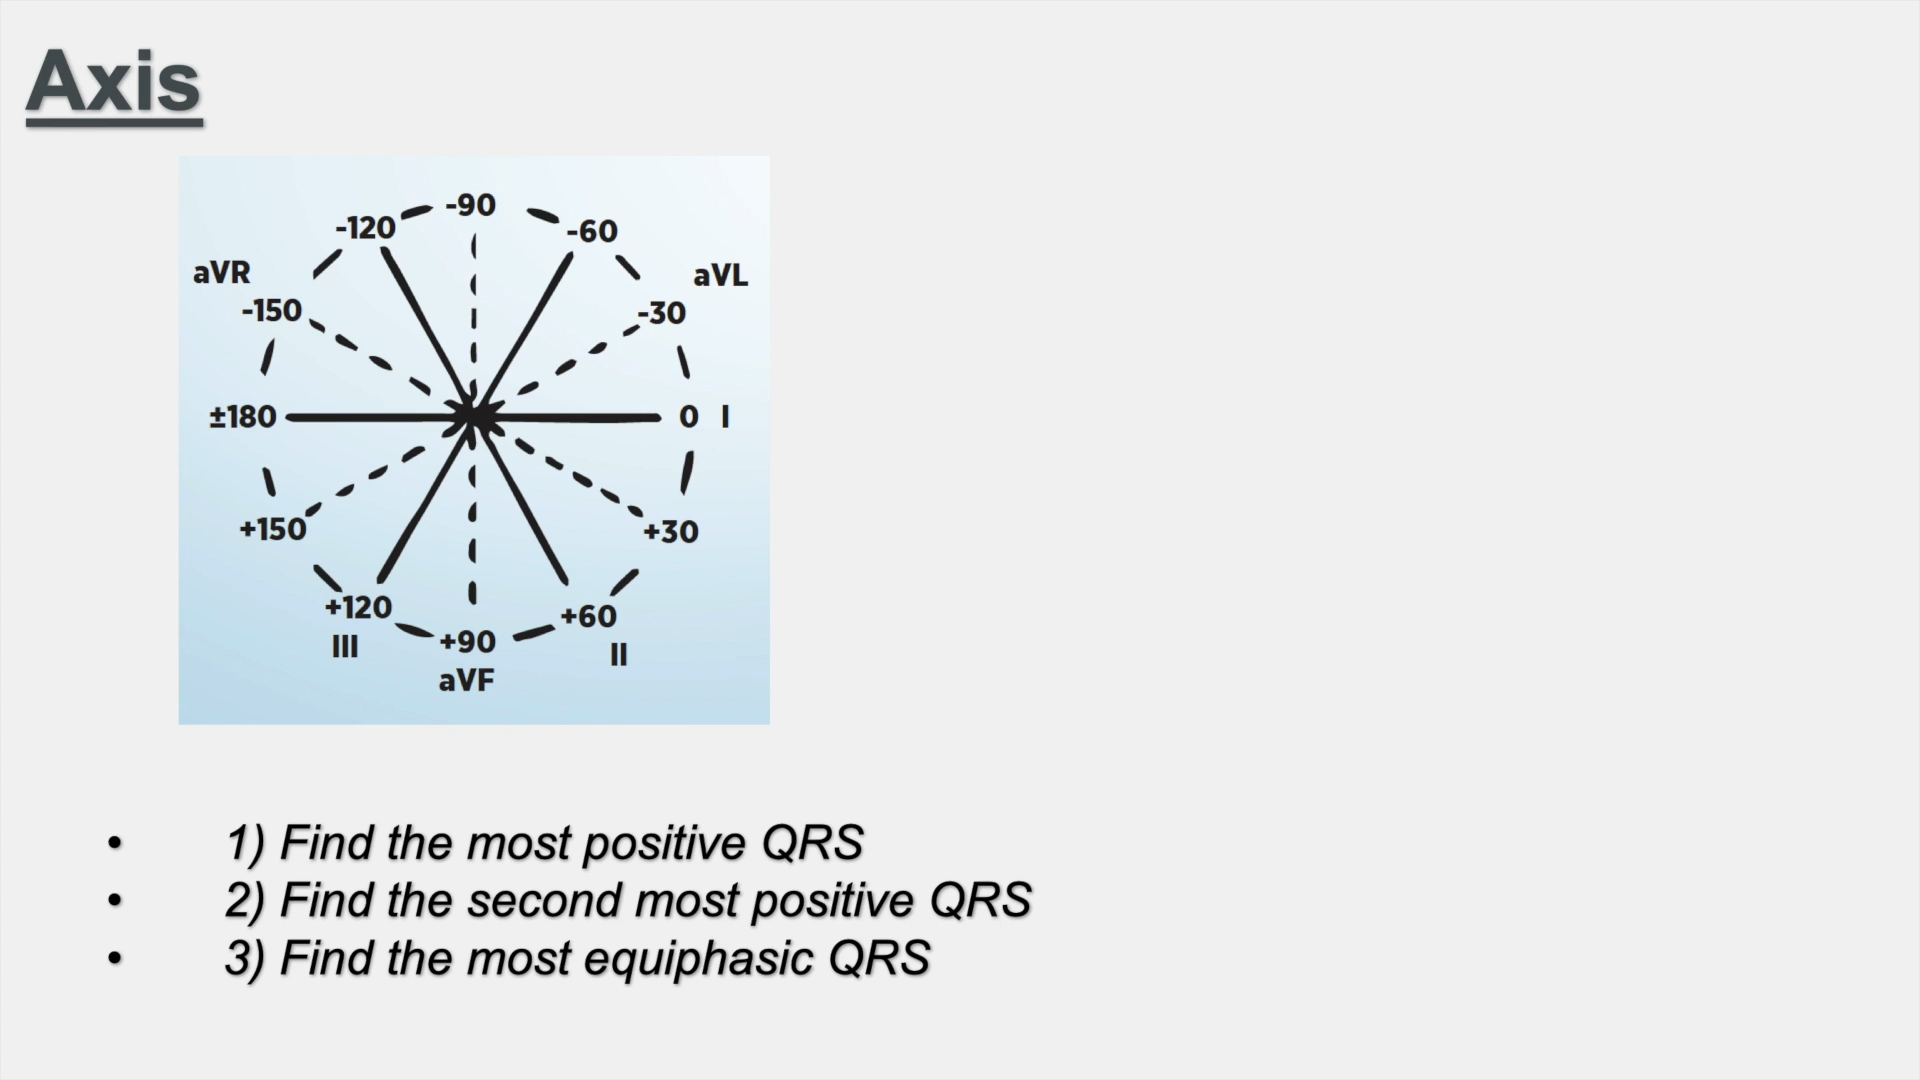 Axis
-90
-120
-60
aVR
aVL
-150
-30
±180
0 I
+150
+30
+120
+60
III
+90
II
aVF
• 1) Find the most positive QRS
• 2) Find the second most positive QRS
• 3) Find the most equiphasic QRS